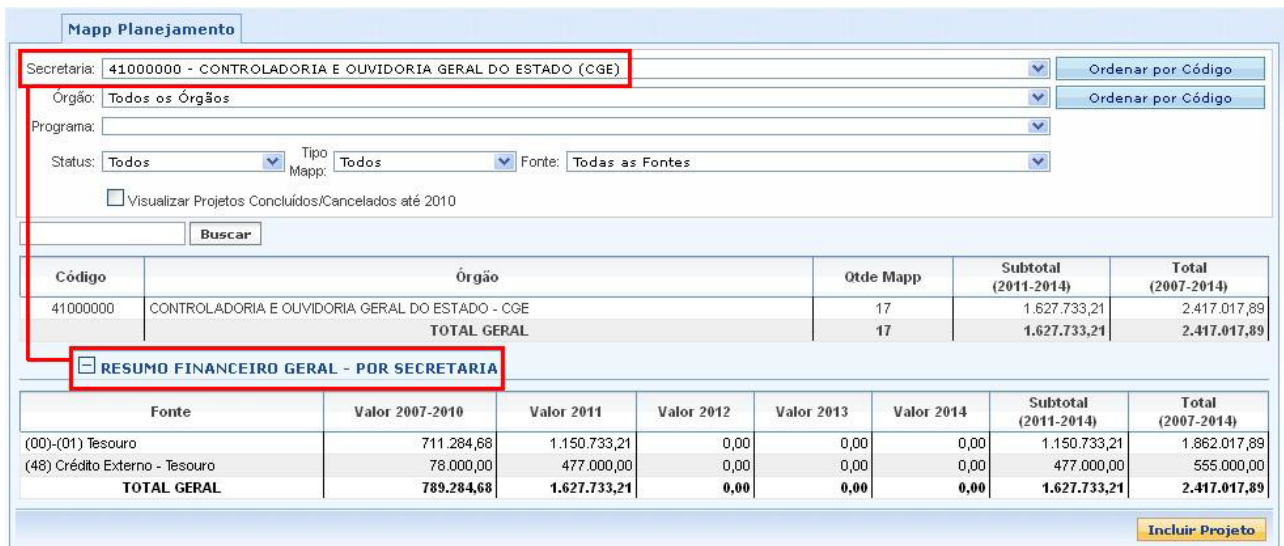 Mapp Planejamento
Secretaria: 41000000 - CONTROLADORIA E OUVIDORIA GERAL DO ESTADO (CGE) Ordenar por Código
Órgão: Todos os Órgãos Ordenar por Código
Programa:
Status: Todos Tipo Mapp: Todos Fonte: Todas as Fontes
Visualizar Projetos Concluídos/Cancelados até 2010
Buscar
Código Órgão Qtde Mapp Subtotal (2011-2014) Total (2007-2014)
41000000 CONTROLADORIA E OUVIDORIA GERAL DO ESTADO - CGE 17 1.627.733,21 2.417.017,89
TOTAL GERAL 17 1.627.733,21 2.417.017,89
RESUMO FINANCEIRO GERAL - POR SECRETARIA
Fonte Valor 2007-2010 Valor 2011 Valor 2012 Valor 2013 Valor 2014 Subtotal (2011-2014) Total (2007-2014)
(00)-(01) Tesouro 711.284,68 1.150.733,21 0,00 0,00 0,00 1.150.733,21 1.862.017,89
(48) Crédito Externo - Tesouro 78.000,00 477.000,00 0,00 0,00 0,00 477.000,00 555.000,00
TOTAL GERAL 789.284,68 1.627.733,21 0,00 0,00 0,00 1.627.733,21 2.417.017,89
Incluir Projeto